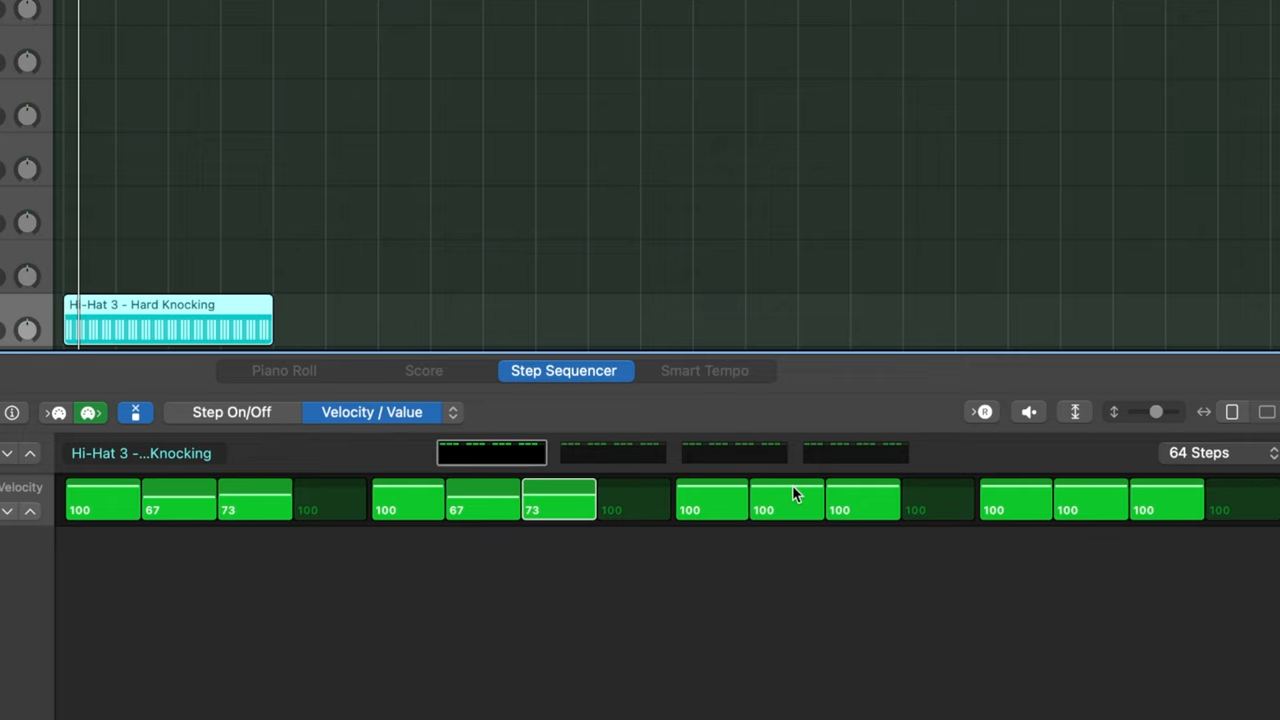 Hi-Hat 3 - Hard Knocking
Piano Roll Score Step Sequencer Smart Tempo
Step On/Off Velocity / Value
Hi-Hat 3 -...Knocking 64 Steps
Velocity
100 67 73 100 100 67 73 100 100 100 100 100 100 100 100 100